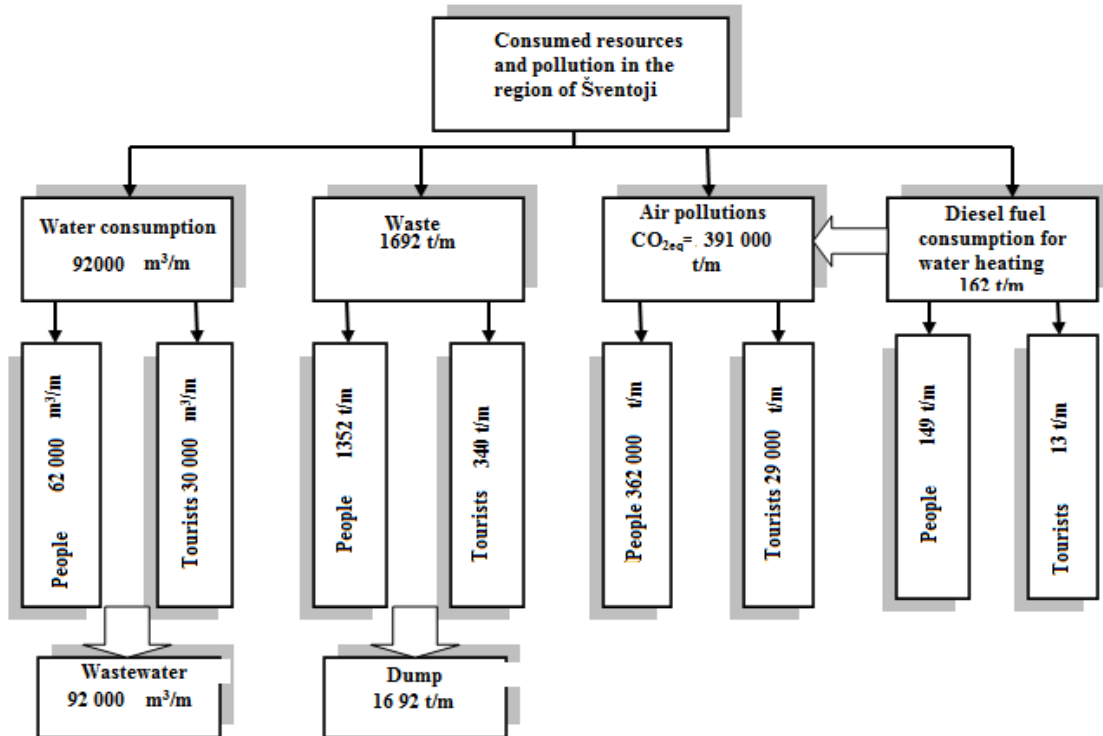 Consumed resources
and pollution in the
region of Šventoji
Water consumption
92000 m³/m
Waste
1692 t/m
Air pollutions
CO₂eq= . 391 000
t/m
Diesel fuel
consumption for
water heating
162 t/m
People 62 000 m³/m
Tourists 30 000 m³/m
People 1352 t/m
Tourists 340 t/m
People 362 000 t/m
Tourists 29 000 t/m
People 149 t/m
Tourists 13 t/m
Wastewater
92 000 m³/m
Dump
16 92 t/m